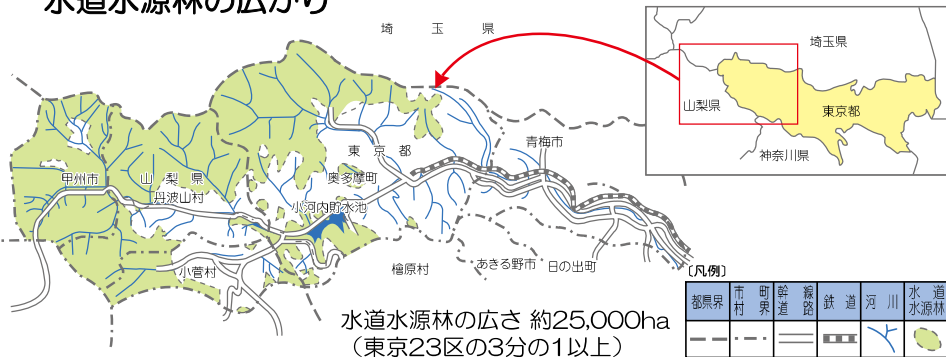 水道水源林の広がり
埼玉県
埼玉県
山梨県
東京都
神奈川県
青梅市
東京都
奥多摩町
甲州市
山梨県
丹波山村
小河内貯水池
小菅村
檜原村
あきる野市
日の出町
水道水源林の広さ 約25,000ha
（東京23区の3分の1以上）
〔凡例〕
都県界 市町村界 幹線道路 鉄道 河川 水道水源林